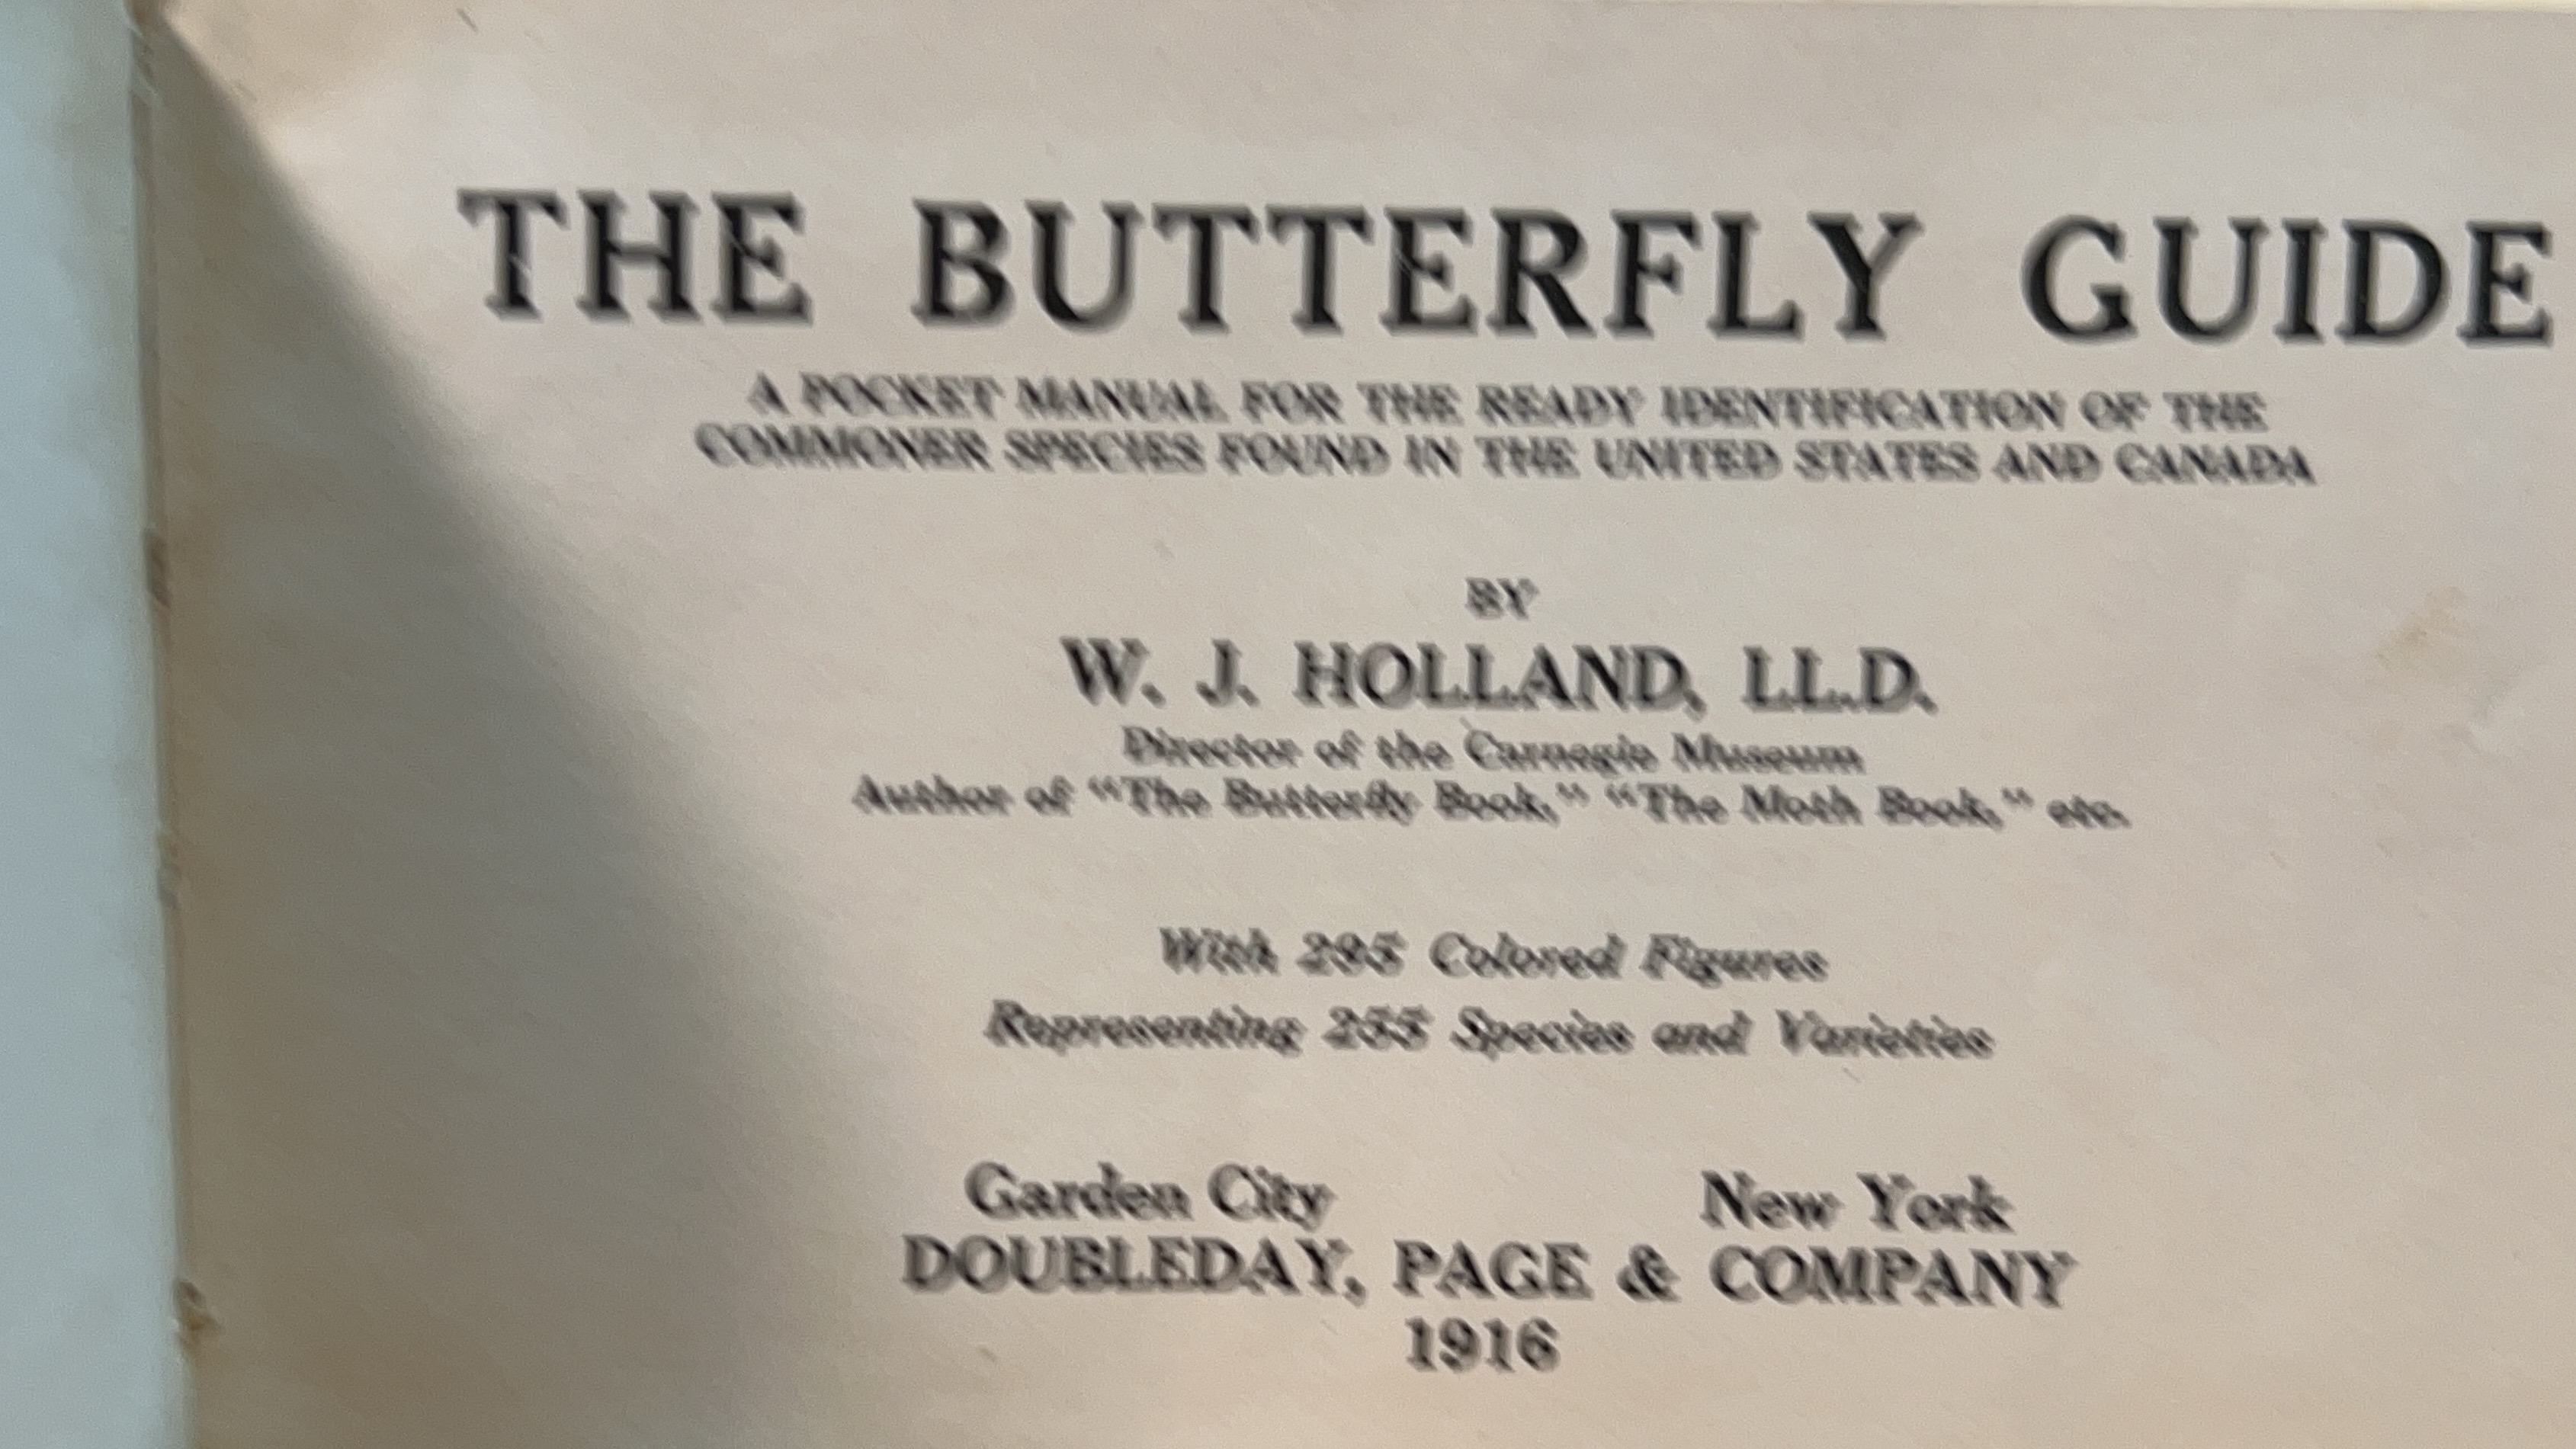 THE BUTTERFLY GUIDE
A POCKET MANUAL FOR THE READY IDENTIFICATION OF THE
COMMONER SPECIES FOUND IN THE UNITED STATES AND CANADA
BY
W. J. HOLLAND, LL.D.
Director of the Carnegie Museum
Author of “The Butterfly Book,” “The Moth Book,” etc.
With 295 Colored Figures
Representing 255 Species and Varieties
Garden City New York
DOUBLEDAY, PAGE & COMPANY
1916